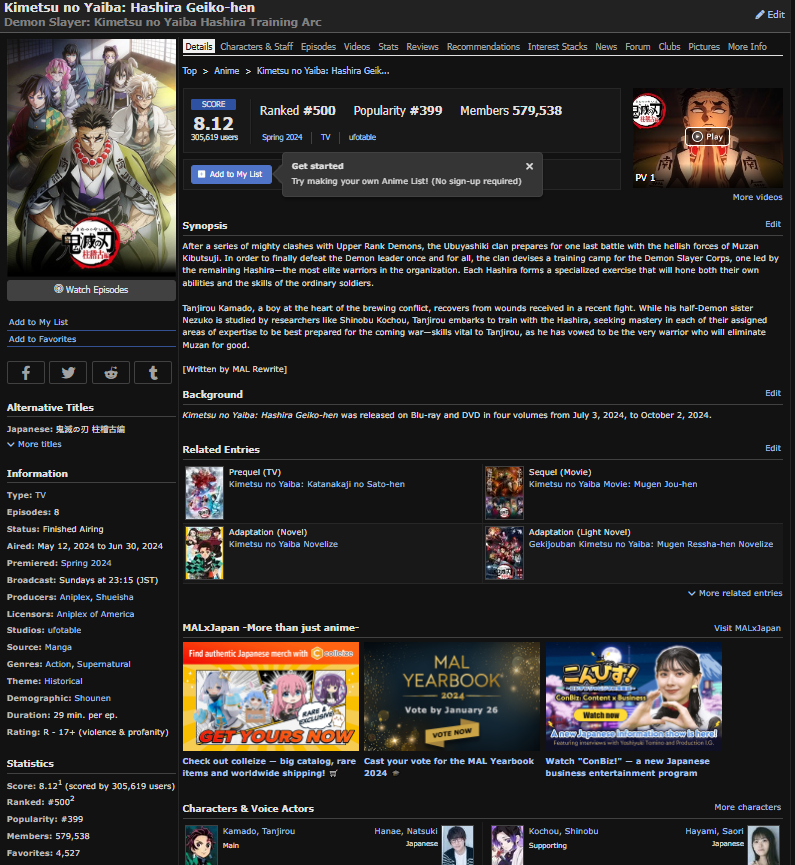 Kimetsu no Yaiba: Hashira Geiko-hen
Demon Slayer: Kimetsu no Yaiba Hashira Training Arc
Edit
鬼滅の刃
柱稽古編
Watch Episodes
Add to My List
Add to Favorites
Alternative Titles
Japanese: 鬼滅の刃 柱稽古編
More titles
Information
Type: TV
Episodes: 8
Status: Finished Airing
Aired: May 12, 2024 to Jun 30, 2024
Premiered: Spring 2024
Broadcast: Sundays at 23:15 (JST)
Producers: Aniplex, Shueisha
Licensors: Aniplex of America
Studios: ufotable
Source: Manga
Genres: Action, Supernatural
Theme: Historical
Demographic: Shounen
Duration: 29 min. per ep.
Rating: R - 17+ (violence & profanity)
Statistics
Score: 8.12¹ (scored by 305,619 users)
Ranked: #500²
Popularity: #399
Members: 579,538
Favorites: 4,527
Details Characters & Staff Episodes Videos Stats Reviews Recommendations Interest Stacks News Forum Clubs Pictures More Info
Top > Anime > Kimetsu no Yaiba: Hashira Geik...
SCORE
8.12
305,619 users
Ranked #500 Popularity #399 Members 579,538
Spring 2024 TV ufotable
Add to My List
Get started
Try making your own Anime List! (No sign-up required)
Play
PV 1
More videos
Synopsis
Edit
After a series of mighty clashes with Upper Rank Demons, the Ubuyashiki clan prepares for one last battle with the hellish forces of Muzan
Kibutsuji. In order to finally defeat the Demon leader once and for all, the clan devises a training camp for the Demon Slayer Corps, one led by
the remaining Hashira—the most elite warriors in the organization. Each Hashira forms a specialized exercise that will hone both their own
abilities and the skills of the ordinary soldiers.
Tanjirou Kamado, a boy at the heart of the brewing conflict, recovers from wounds received in a recent fight. While his half-Demon sister
Nezuko is studied by researchers like Shinobu Kochou, Tanjirou embarks to train with the Hashira, seeking mastery in each of their assigned
areas of expertise to be best prepared for the coming war—skills vital to Tanjirou, as he has vowed to be the very warrior who will eliminate
Muzan for good.
[Written by MAL Rewrite]
Background
Edit
Kimetsu no Yaiba: Hashira Geiko-hen was released on Blu-ray and DVD in four volumes from July 3, 2024, to October 2, 2024.
Related Entries
Edit
Prequel (TV)
Kimetsu no Yaiba: Katanakaji no Sato-hen
Sequel (Movie)
Kimetsu no Yaiba Movie: Mugen Jou-hen
Adaptation (Novel)
Kimetsu no Yaiba Novelize
Adaptation (Light Novel)
Gekijouban Kimetsu no Yaiba: Mugen Ressha-hen Novelize
More related entries
MALxJapan -More than just anime-
Visit MALxJapan
Find authentic Japanese merch with colleize
RARE &
EXCLUSIVE!
GET YOURS NOW
Check out colleize — big catalog, rare
items and worldwide shipping! 🛒
MAL
YEARBOOK
2024
Vote by January 26
VOTE NOW
Cast your vote for the MAL Yearbook
2024 🎓
こんびず!
ConBiz: Content x Business
Watch now
A new Japanese information show is here!
Featuring interviews with Yoshiyuki Tomino and Production I.G.
Watch "ConBiz!" — a new Japanese
business entertainment program
Characters & Voice Actors
More characters
Kamado, Tanjirou
Main
Hanae, Natsuki
Japanese
Kochou, Shinobu
Supporting
Hayami, Saori
Japanese